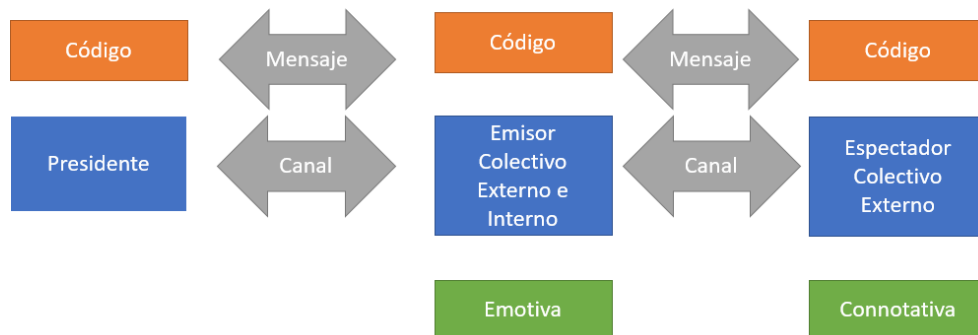 Código
Mensaje
Código
Mensaje
Código
Presidente
Canal
Emisor
Colectivo
Externo e
Interno
Canal
Espectador
Colectivo
Externo
Emotiva
Connotativa